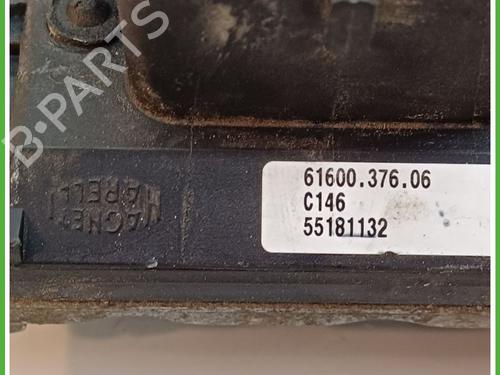 B-PARTS
61600.376.06
C146
55181132
MAGNETI
MARELLI